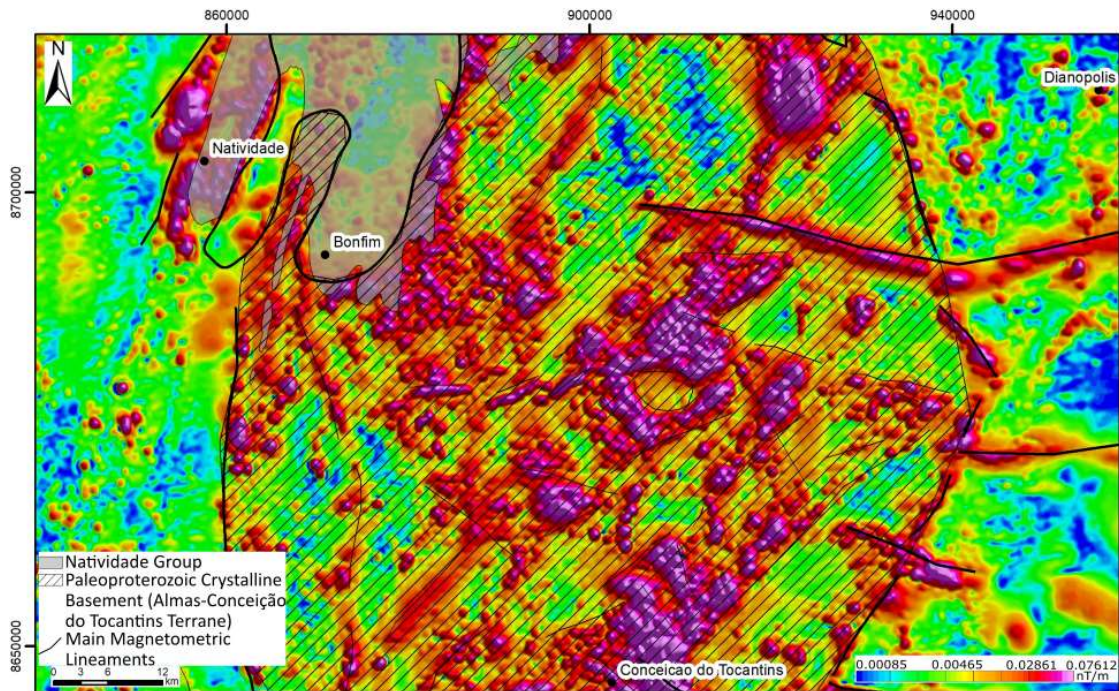 860000
900000
940000
N
Dianopolis
Natividade
8700000
Bonfim
Natividade Group
Paleoproterozoic Crystalline
Basement (Almas-Conceição
do Tocantins Terrane)
Main Magnetometric
Lineaments
8650000
0 3 6 12
km
Conceicao do Tocantins
0.00085 0.00465 0.02861 0.07612
nT/m